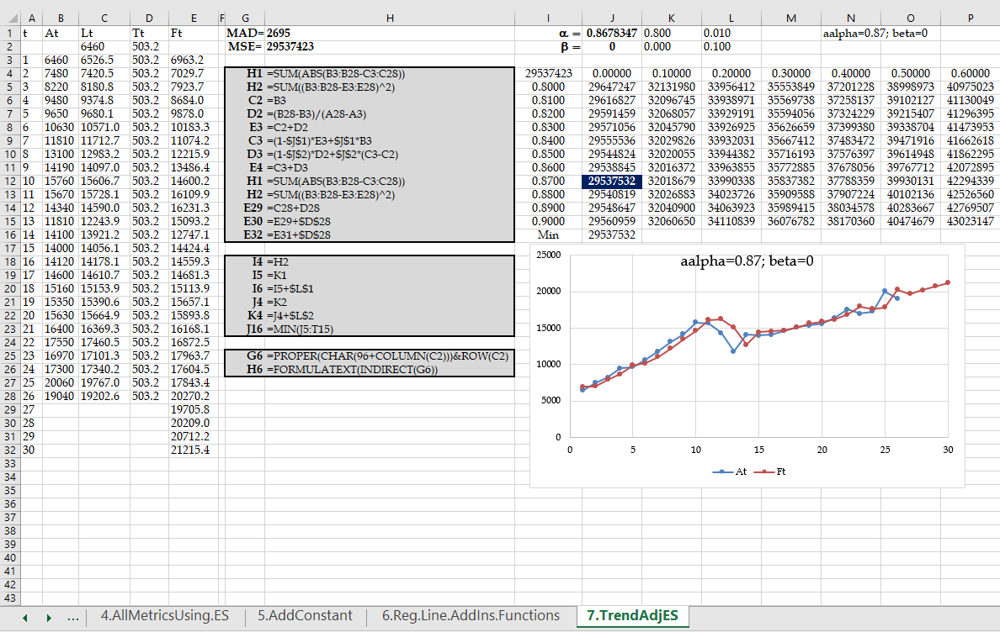 A B C D E F G H I J K L M N O P
1 t At Lt Tt Ft MAD= 2695 α = 0.8678347 0.800 0.010 aalpha=0.87; beta=0
2 6460 503.2 MSE= 29537423 β = 0 0.000 0.100
3 1 6460 6526.5 503.2 6963.2
4 2 7480 7420.5 503.2 7029.7 H1 =SUM(ABS(B3:B28-C3:C28)) 29537423 0.00000 0.10000 0.20000 0.30000 0.40000 0.50000 0.60000
5 3 8220 8180.8 503.2 7923.7 H2 =SUM((B3:B28-E3:E28)^2) 0.8000 29647247 32131980 33956412 35553849 37201228 38998973 40975023
6 4 9480 9374.8 503.2 8684.0 C2 =B3 0.8100 29616827 32096745 33938971 35569738 37258137 39102127 41130049
7 5 9650 9680.1 503.2 9878.0 D2 =(B28-B3)/(A28-A3) 0.8200 29591459 32068057 33929191 35594056 37324229 39215407 41296395
8 6 10630 10571.0 503.2 10183.3 E3 =C2+D2 0.8300 29571056 32045790 33926925 35626659 37399380 39338704 41473953
9 7 11810 11712.7 503.2 11074.2 C3 =(1-$J$1)*E3+$J$1*B3 0.8400 29555536 32029826 33932031 35667412 37483472 39471916 41662618
10 8 13100 12983.2 503.2 12215.9 D3 =(1-$J$2)*D2+$J$2*(C3-C2) 0.8500 29544824 32020055 33944382 35716193 37576397 39614948 41862295
11 9 14190 14097.0 503.2 13486.4 E4 =C3+D3 0.8600 29538845 32016372 33963855 35772885 37678056 39767712 42072895
12 10 15760 15606.7 503.2 14600.2 H1 =SUM(ABS(B3:B28-C3:C28)) 0.8700 29537532 32018679 33990338 35837382 37788359 39930131 42294339
13 11 15670 15728.1 503.2 16109.9 H2 =SUM((B3:B28-E3:E28)^2) 0.8800 29540819 32026883 34023726 35909588 37907224 40102136 42526560
14 12 14340 14590.0 503.2 16231.3 E29 =C28+D28 0.8900 29548647 32040900 34063923 35989415 38034578 40283667 42769507
15 13 11810 12243.9 503.2 15093.2 E30 =E29+$D$28 0.9000 29560959 32060650 34110839 36076782 38170360 40474679 43023147
16 14 14100 13921.2 503.2 12747.1 E32 =E31+$D$28 Min 29537532
17 15 14000 14056.1 503.2 14424.4
18 16 14120 14178.1 503.2 14559.3 I4 =H2
19 17 14600 14610.7 503.2 14681.3 I5 =K1
20 18 15160 15153.9 503.2 15113.9 I6 =I5+$L$1
21 19 15350 15390.6 503.2 15657.1 J4 =K2
22 20 15630 15664.9 503.2 15893.8 K4 =J4+$L$2
23 21 16400 16369.3 503.2 16168.1 J16 =MIN(J5:T15)
24 22 17550 17460.5 503.2 16872.5
25 23 16970 17101.3 503.2 17963.7 G6 =PROPER(CHAR(96+COLUMN(C2)))&ROW(C2)
26 24 17300 17340.2 503.2 17604.5 H6 =FORMULATEXT(INDIRECT(G6))
27 25 20060 19767.0 503.2 17843.4
28 26 19040 19202.6 503.2 20270.2
29 27 19705.8
30 28 20209.0
31 29 20712.2
32 30 21215.4
33
34
35
36
37
38
39
40
41
42
43
aalpha=0.87; beta=0
25000
20000
15000
10000
5000
0
0 5 10 15 20 25 30
At Ft
... 4.AllMetricsUsing.ES 5.AddConstant 6.Reg.Line.AddIns.Functions 7.TrendAdjES